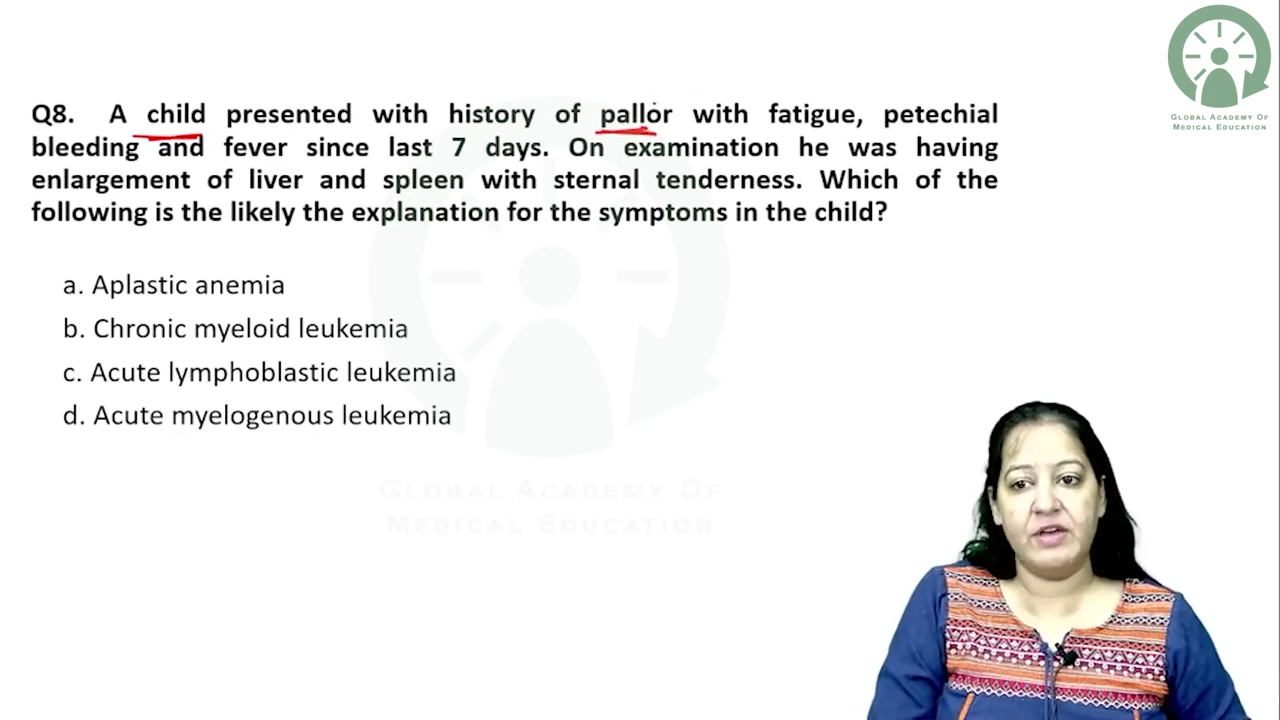 GLOBAL ACADEMY OF
MEDICAL EDUCATION
Q8. A child presented with history of pallor with fatigue, petechial
bleeding and fever since last 7 days. On examination he was having
enlargement of liver and spleen with sternal tenderness. Which of the
following is the likely the explanation for the symptoms in the child?
a. Aplastic anemia
b. Chronic myeloid leukemia
c. Acute lymphoblastic leukemia
d. Acute myelogenous leukemia
GLOBAL ACADEMY OF
MEDICAL EDUCATION